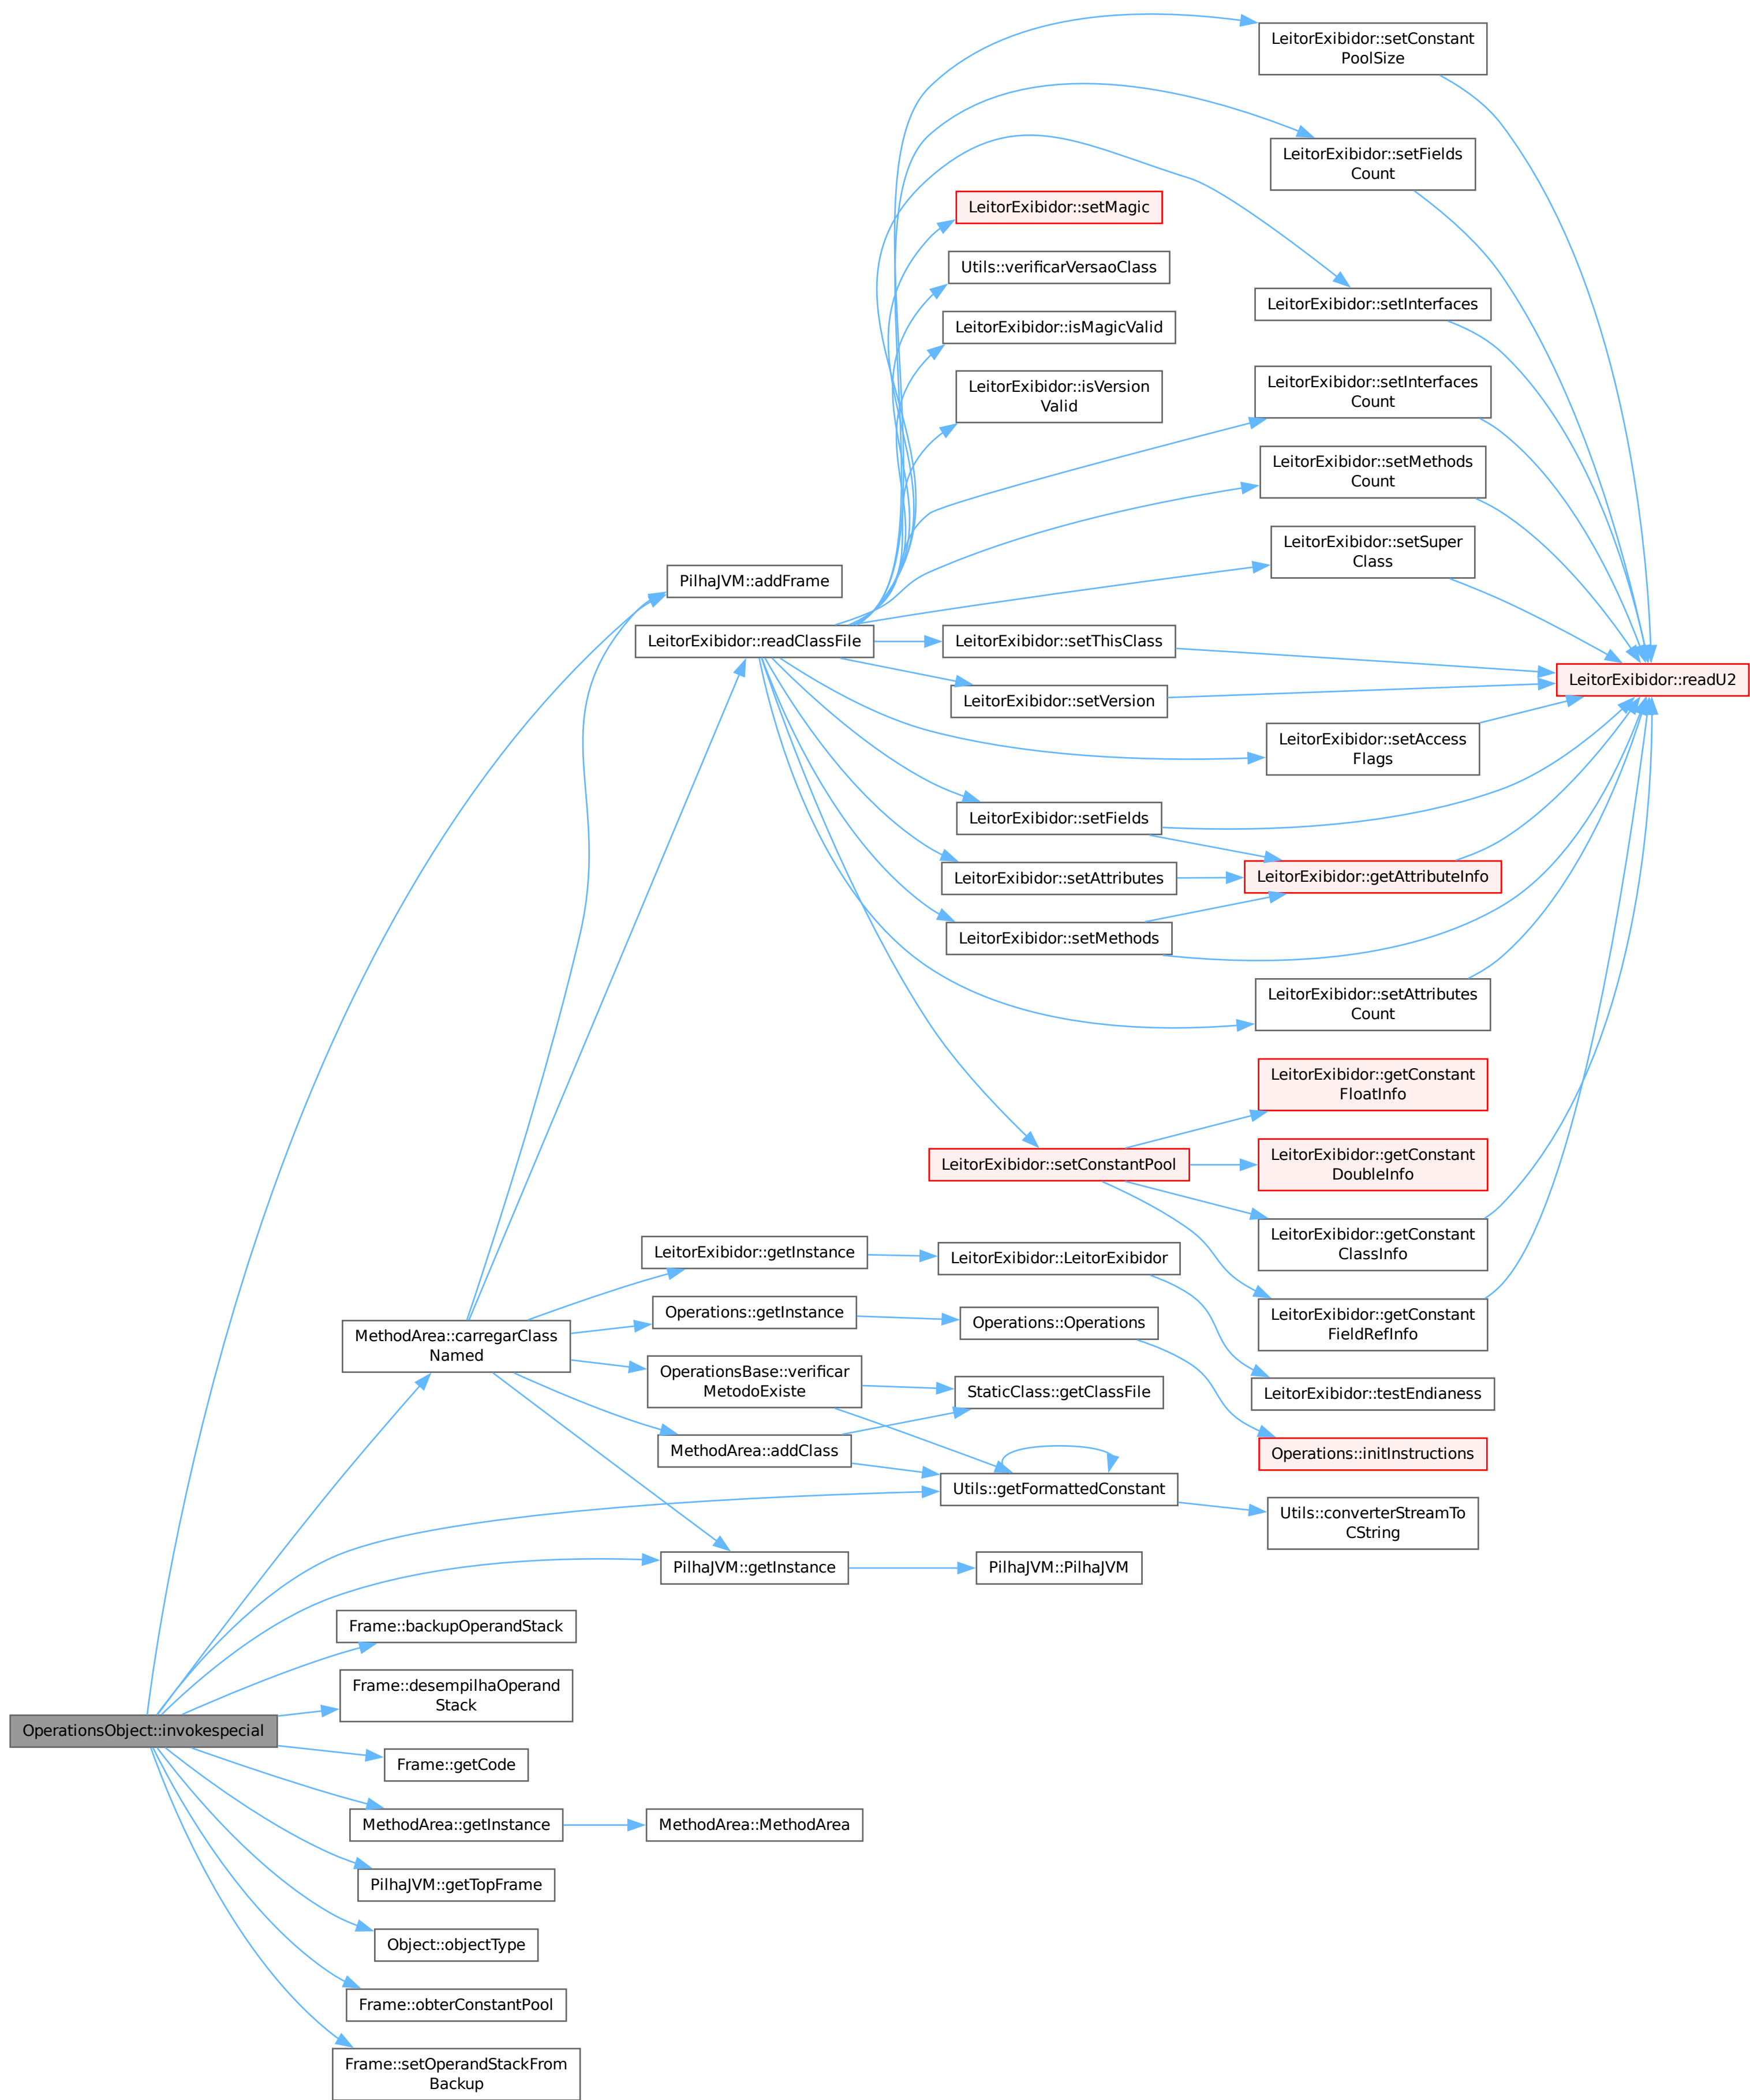 LeitorExibidor::setConstant
PoolSize
LeitorExibidor::setFields
Count
LeitorExibidor::setMagic
Utils::verificarVersaoClass
LeitorExibidor::setInterfaces
LeitorExibidor::isMagicValid
LeitorExibidor::isVersion
Valid
LeitorExibidor::setInterfaces
Count
LeitorExibidor::setMethods
Count
LeitorExibidor::setSuper
Class
PilhaJVM::addFrame
LeitorExibidor::readClassFile
LeitorExibidor::setThisClass
LeitorExibidor::readU2
LeitorExibidor::setVersion
LeitorExibidor::setAccess
Flags
LeitorExibidor::setFields
LeitorExibidor::setAttributes
LeitorExibidor::getAttributeInfo
LeitorExibidor::setMethods
LeitorExibidor::setAttributes
Count
LeitorExibidor::getConstant
FloatInfo
LeitorExibidor::setConstantPool
LeitorExibidor::getConstant
DoubleInfo
LeitorExibidor::getConstant
ClassInfo
LeitorExibidor::getInstance
LeitorExibidor::LeitorExibidor
LeitorExibidor::getConstant
FieldRefInfo
Operations::getInstance
Operations::Operations
MethodArea::carregarClass
Named
OperationsBase::verificar
MetodoExiste
StaticClass::getClassFile
LeitorExibidor::testEndianess
MethodArea::addClass
Operations::initInstructions
Utils::getFormattedConstant
Utils::converterStreamTo
CString
PilhaJVM::getInstance
PilhaJVM::PilhaJVM
Frame::backupOperandStack
Frame::desempilhaOperand
Stack
OperationsObject::invokespecial
Frame::getCode
MethodArea::getInstance
MethodArea::MethodArea
PilhaJVM::getTopFrame
Object::objectType
Frame::obterConstantPool
Frame::setOperandStackFrom
Backup